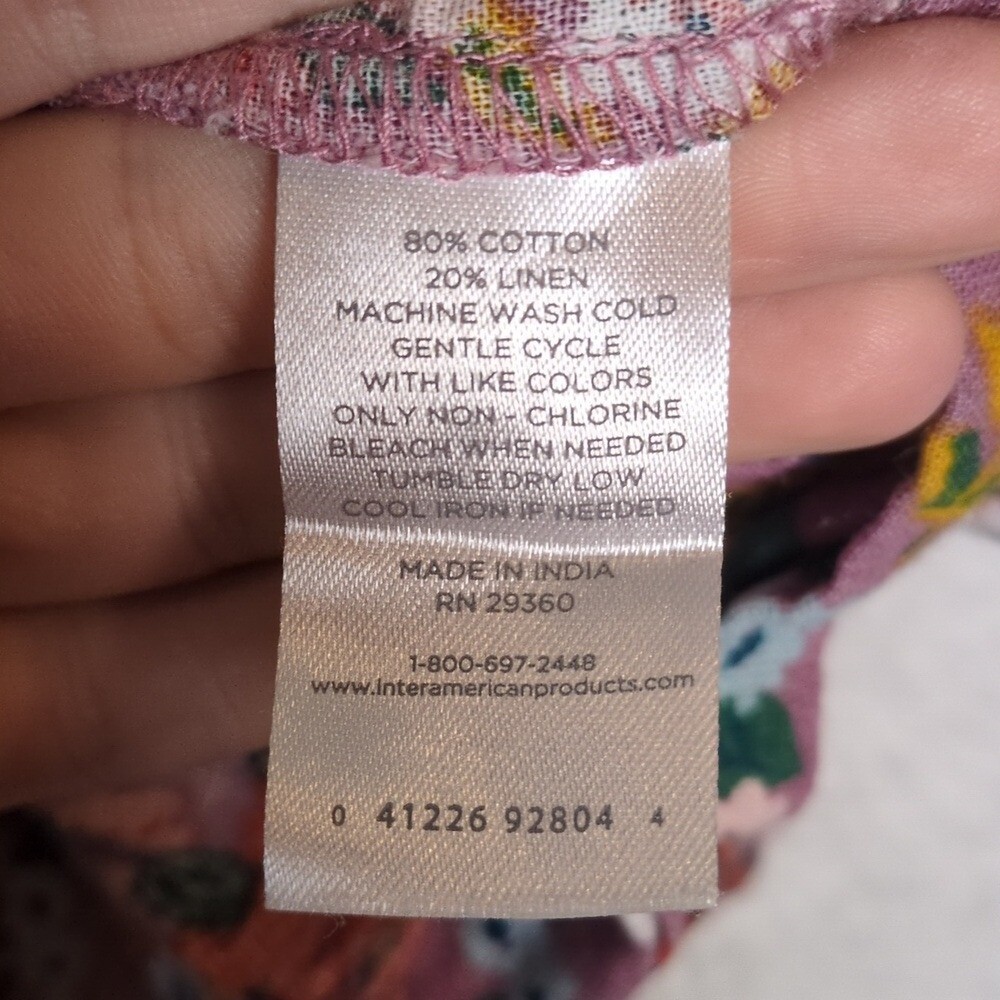 80% COTTON
20% LINEN
MACHINE WASH COLD
GENTLE CYCLE
WITH LIKE COLORS
ONLY NON - CHLORINE
BLEACH WHEN NEEDED
TUMBLE DRY LOW
COOL IRON IF NEEDED
MADE IN INDIA
RN 29360
1-800-697-2448
www.interamericanproducts.com
0 41226 92804 4